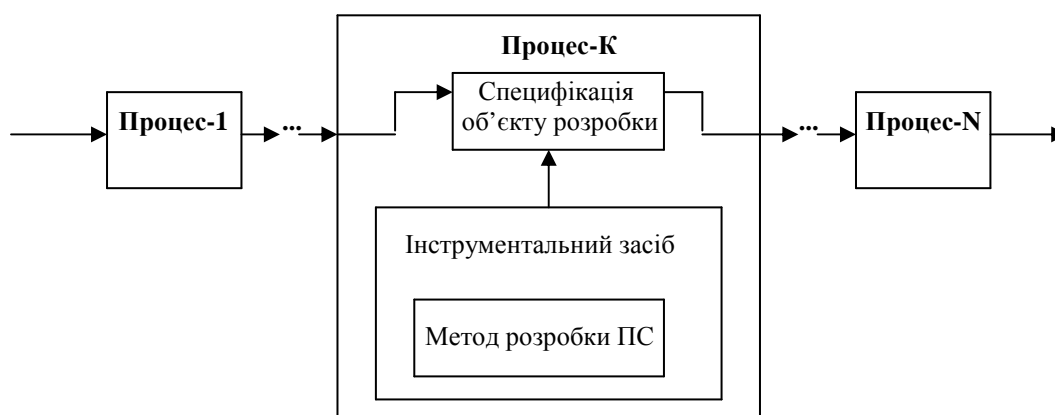 Процес-К
Специфікація
об’єкту розробки
Процес-1
...
...
Процес-N
Інструментальний засіб
Метод розробки ПС